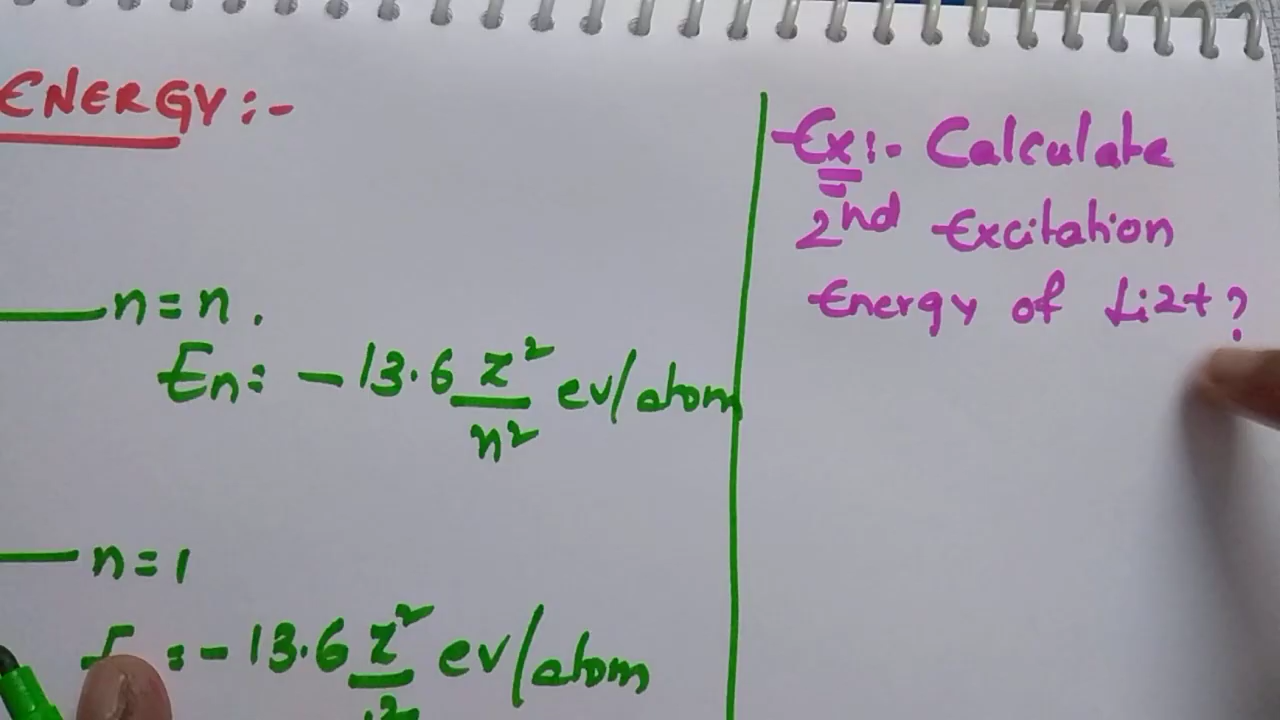 ENERGY:-
n=n.
En= -13.6 z²/n² ev/atom
n=1
= -13.6 z² ev/atom
Ex:- Calculate
2nd Excitation
Energy of Li2+?